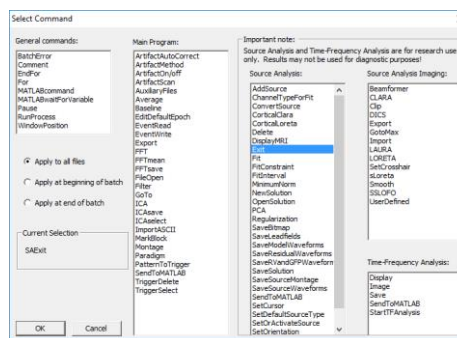 Select Command
General commands:
BatchError
Comment
EndFor
For
MATLABcommand
MATLABwaitForVariable
Pause
RunProcess
WindowPosition
Apply to all files
Apply at beginning of batch
Apply at end of batch
Current Selection
SAExit
OK
Cancel
Main Program:
ArtifactAutoCorrect
ArtifactMethod
ArtifactOn/off
ArtifactScan
AuxiliaryFiles
Average
Baseline
EditDefaultEpoch
EventRead
EventWrite
Export
FFT
FFTmean
FFTsave
FileOpen
Filter
GoTo
ICA
ICAsave
ICAselect
ImportASCII
MarkBlock
Montage
Paradigm
PatternToTrigger
SendToMATLAB
TriggerDelete
TriggerSelect
Important note:
Source Analysis and Time-Frequency Analysis are for research use
only. Results may not be used for diagnostic purposes!
Source Analysis:
AddSource
ChannelTypeForFit
ConvertSource
CorticalClara
CorticalLoreta
Delete
DisplayMRI
Exit
Fit
FitConstraint
FitInterval
MinimumNorm
NewSolution
OpenSolution
PCA
Regularization
SaveBitmap
SaveLeadfields
SaveModelWaveforms
SaveResidualWaveforms
SaveRVandGFPWaveforms
SaveSolution
SaveSourceMontage
SaveSourceWaveforms
SendToMATLAB
SetCursor
SetDefaultSourceType
SetOrActivateSource
SetOrientation
Source Analysis Imaging:
Beamformer
CLARA
Clip
DICS
Export
GotoMax
Import
LAURA
LORETA
SetCrosshair
sLoreta
Smooth
SSLOFO
UserDefined
Time-Frequency Analysis:
Display
Image
Save
SendToMATLAB
StartTFAnalysis